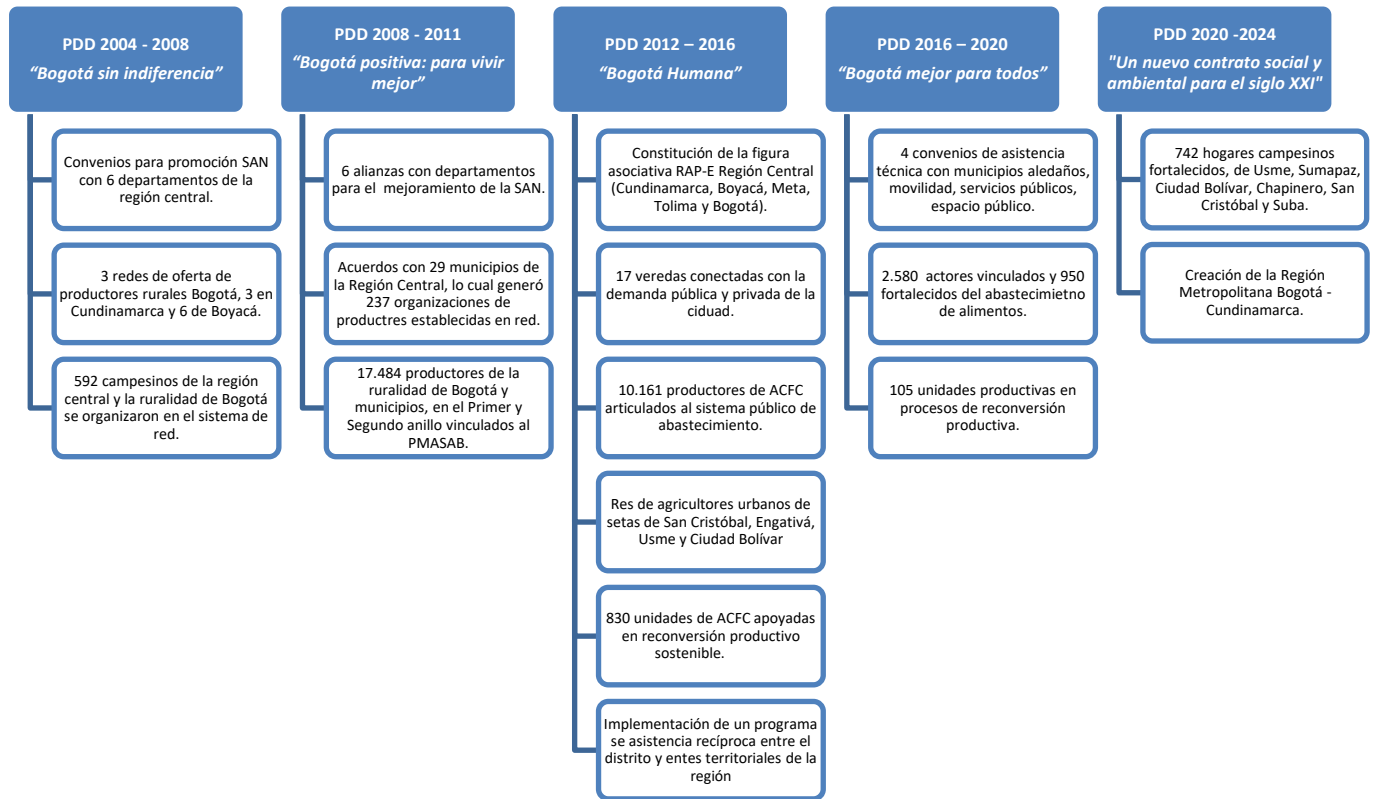 PDD 2004 - 2008
“Bogotá sin indiferencia”
Convenios para promoción SAN
con 6 departamentos de la
región central.
3 redes de oferta de
productores rurales Bogotá, 3 en
Cundinamarca y 6 de Boyacá.
592 campesinos de la región
central y la ruralidad de Bogotá
se organizaron en el sistema de
red.
PDD 2008 - 2011
“Bogotá positiva: para vivir
mejor”
6 alianzas con departamentos
para el mejoramiento de la SAN.
Acuerdos con 29 municipios de
la Región Central, lo cual generó
237 organizaciones de
productres establecidas en red.
17.484 productores de la
ruralidad de Bogotá y
municipios, en el Primer y
Segundo anillo vinculados al
PMASAB.
PDD 2012 – 2016
“Bogotá Humana”
Constitución de la figura
asociativa RAP-E Región Central
(Cundinamarca, Boyacá, Meta,
Tolima y Bogotá).
17 veredas conectadas con la
demanda pública y privada de la
ciduad.
10.161 productores de ACFC
articulados al sistema público de
abastecimiento.
Res de agricultores urbanos de
setas de San Cristóbal, Engativá,
Usme y Ciudad Bolívar
830 unidades de ACFC apoyadas
en reconversión productivo
sostenible.
Implementación de un programa
se asistencia recíproca entre el
distrito y entes territoriales de la
región
PDD 2016 – 2020
“Bogotá mejor para todos”
4 convenios de asistencia
técnica con municipios aledaños,
movilidad, servicios públicos,
espacio público.
2.580 actores vinculados y 950
fortalecidos del abastecimietno
de alimentos.
105 unidades productivas en
procesos de reconversión
productiva.
PDD 2020 -2024
"Un nuevo contrato social y
ambiental para el siglo XXI"
742 hogares campesinos
fortalecidos, de Usme, Sumapaz,
Ciudad Bolívar, Chapinero, San
Cristóbal y Suba.
Creación de la Región
Metropolitana Bogotá -
Cundinamarca.